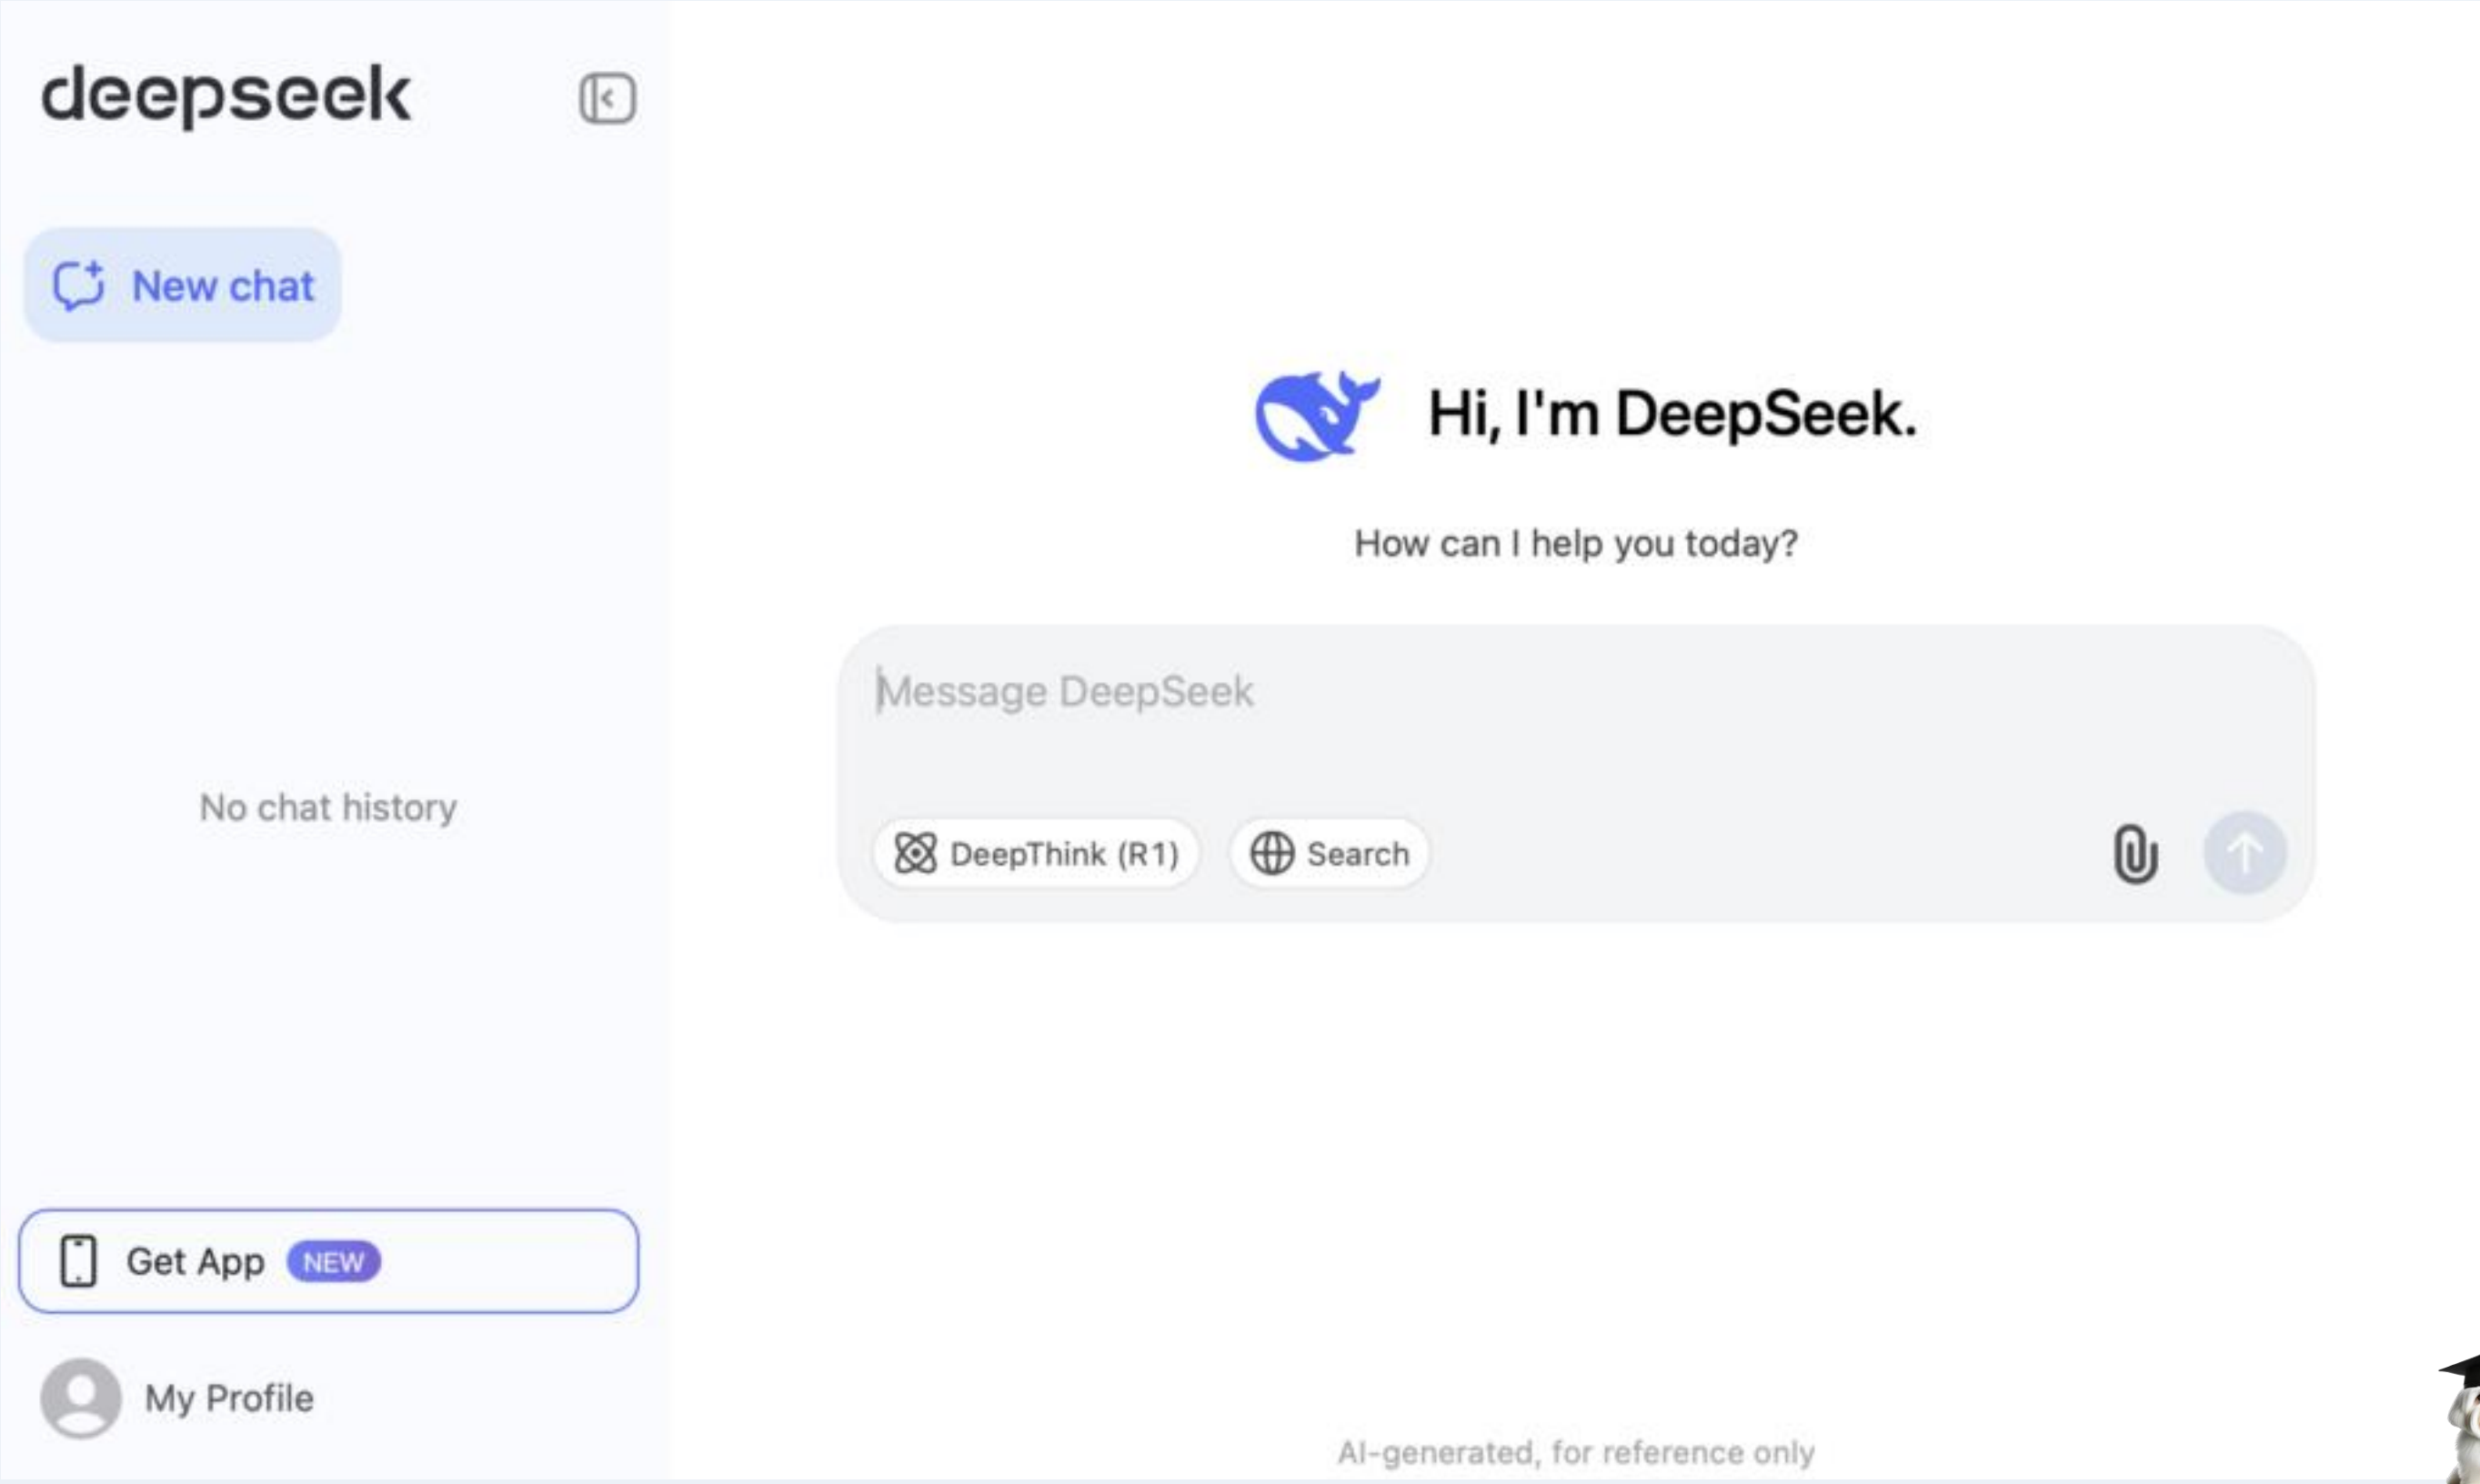 deepseek
New chat
No chat history
Get App NEW
My Profile
Hi, I'm DeepSeek.
How can I help you today?
Message DeepSeek
DeepThink (R1) Search
AI-generated, for reference only